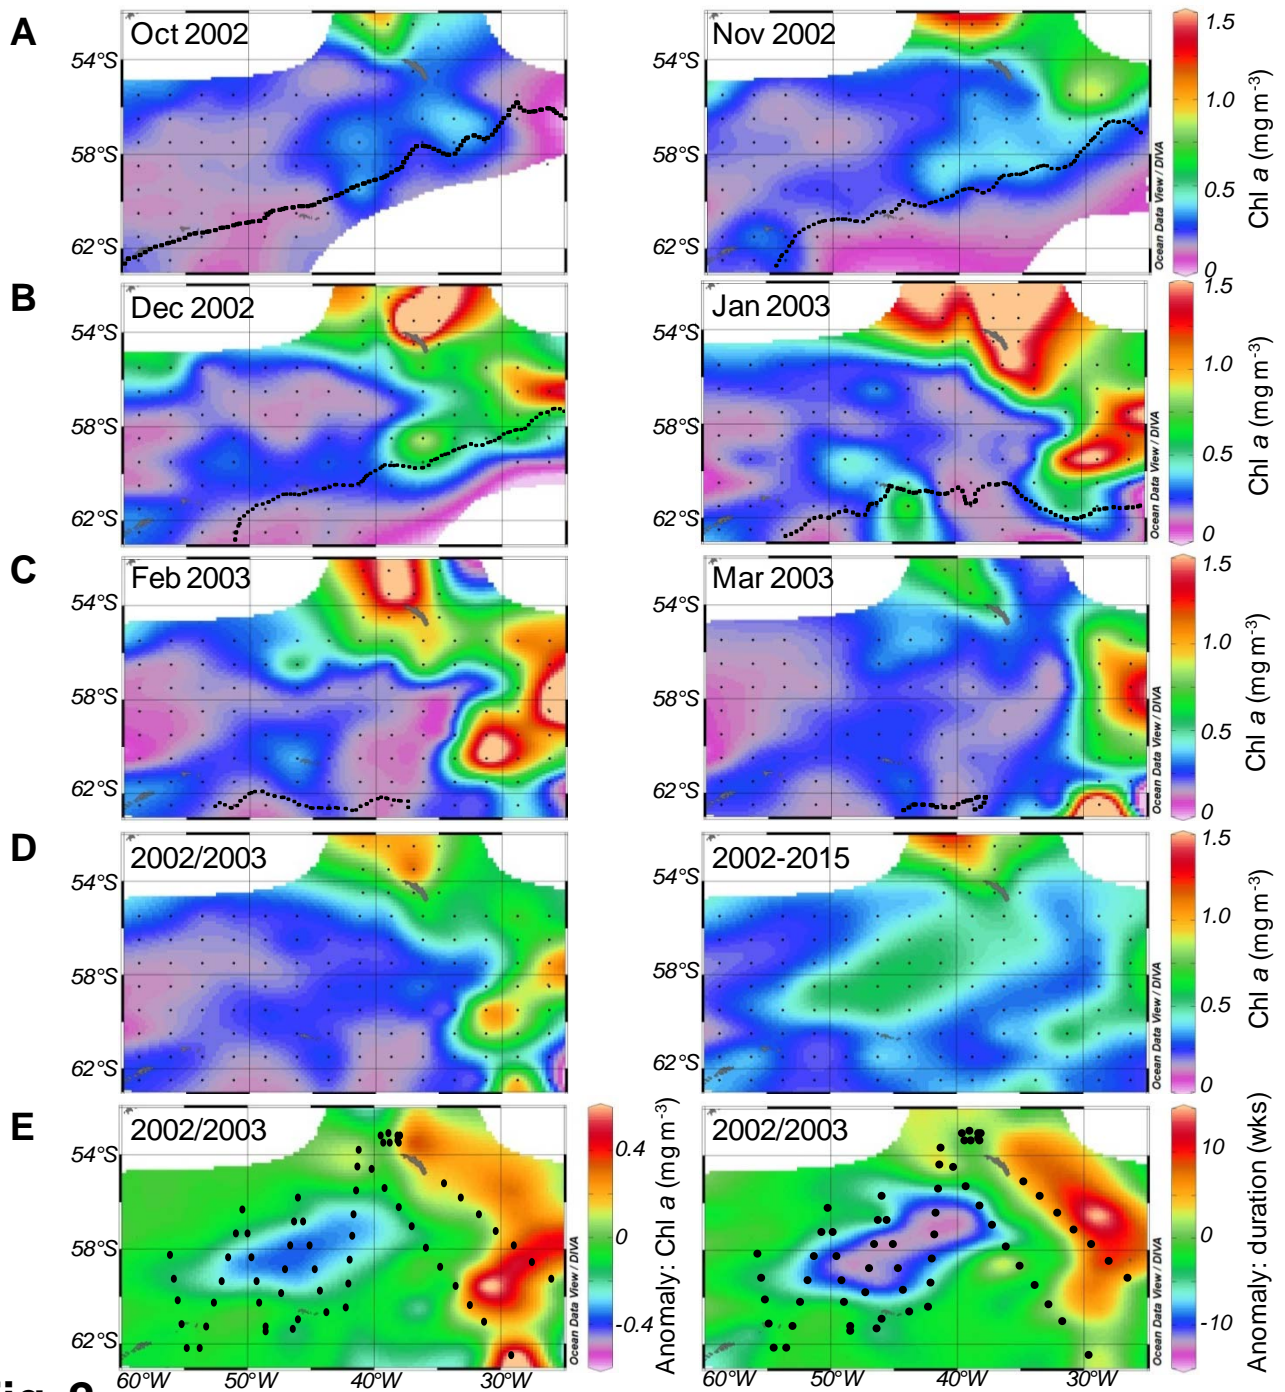 A
Oct 2002
Nov 2002
54°S
58°S
62°S
54°S
58°S
62°S
Ocean Data View / DIVA
1.5
1.0
0.5
0
Chl a (mg m-3)
B
Dec 2002
Jan 2003
54°S
58°S
62°S
54°S
58°S
62°S
Ocean Data View / DIVA
1.5
1.0
0.5
0
Chl a (mg m-3)
C
Feb 2003
Mar 2003
54°S
58°S
62°S
54°S
58°S
62°S
Ocean Data View / DIVA
1.5
1.0
0.5
0
Chl a (mg m-3)
D
2002/2003
2002-2015
54°S
58°S
62°S
54°S
58°S
62°S
Ocean Data View / DIVA
1.5
1.0
0.5
0
Chl a (mg m-3)
E
2002/2003
2002/2003
54°S
58°S
62°S
60°W
50°W
40°W
30°W
Ocean Data View / DIVA
0.4
0
-0.4
Anomaly: Chl a (mg m-3)
54°S
58°S
62°S
60°W
50°W
40°W
30°W
Ocean Data View / DIVA
10
0
-10
Anomaly: duration (wks)